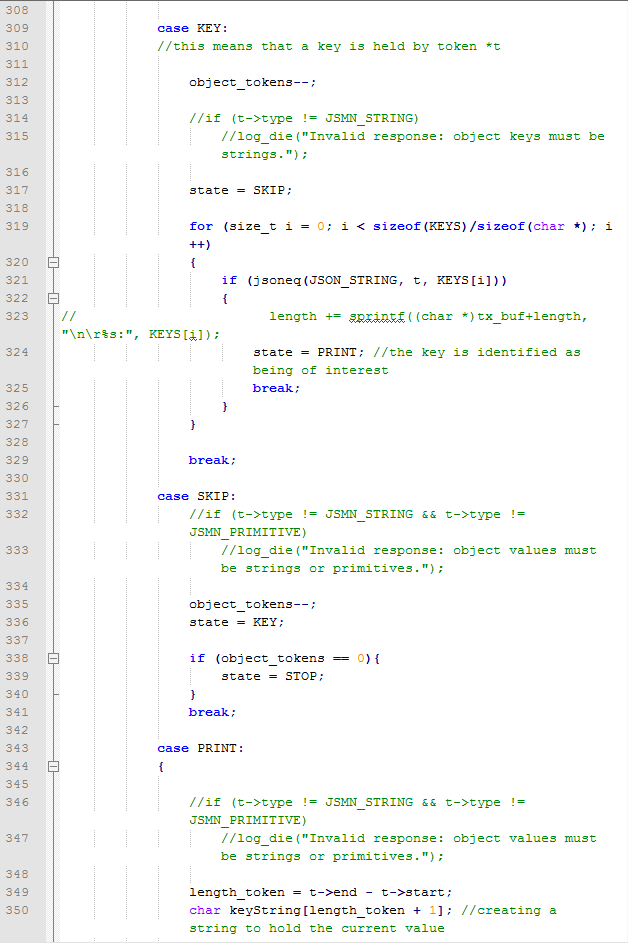 308
309 case KEY:
310 //this means that a key is held by token *t
311
312 object_tokens--;
313
314 //if (t->type != JSMN_STRING)
315 //log_die("Invalid response: object keys must be
strings.");
316
317 state = SKIP;
318
319 for (size_t i = 0; i < sizeof(KEYS)/sizeof(char *); i
++)
320 {
321 if (jsoneq(JSON_STRING, t, KEYS[i]))
322 {
323 // length += sprintf((char *)tx_buf+length,
"\n\r%s:", KEYS[i]);
324 state = PRINT; //the key is identified as
being of interest
325 break;
326 }
327 }
328
329 break;
330
331 case SKIP:
332 //if (t->type != JSMN_STRING && t->type !=
JSMN_PRIMITIVE)
333 //log_die("Invalid response: object values must
be strings or primitives.");
334
335 object_tokens--;
336 state = KEY;
337
338 if (object_tokens == 0){
339 state = STOP;
340 }
341 break;
342
343 case PRINT:
344 {
345
346 //if (t->type != JSMN_STRING && t->type !=
JSMN_PRIMITIVE)
347 //log_die("Invalid response: object values must
be strings or primitives.");
348
349 length_token = t->end - t->start;
350 char keyString[length_token + 1]; //creating a
string to hold the current value